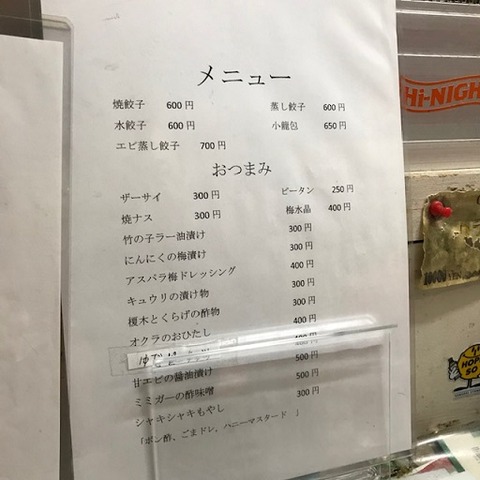 メニュー
焼餃子 600円 蒸し餃子 600円
水餃子 600円 小籠包 650円
エビ蒸し餃子 700円
おつまみ
ザーサイ 300円 ピータン 250円
焼ナス 300円 梅水晶 400円
竹の子ラー油漬け 300円
にんにくの梅漬け 300円
アスパラ梅ドレッシング 400円
キュウリの漬け物 300円
榎木とくらげの酢物 300円
オクラのおひたし 400円
400円
甘エビの醤油漬け 500円
ミミガーの酢味噌 500円
シャキシャキもやし 300円
「ポン酢、ごまドレ、ハニーマスタード 」
Hi-NIGH
HOP
SO